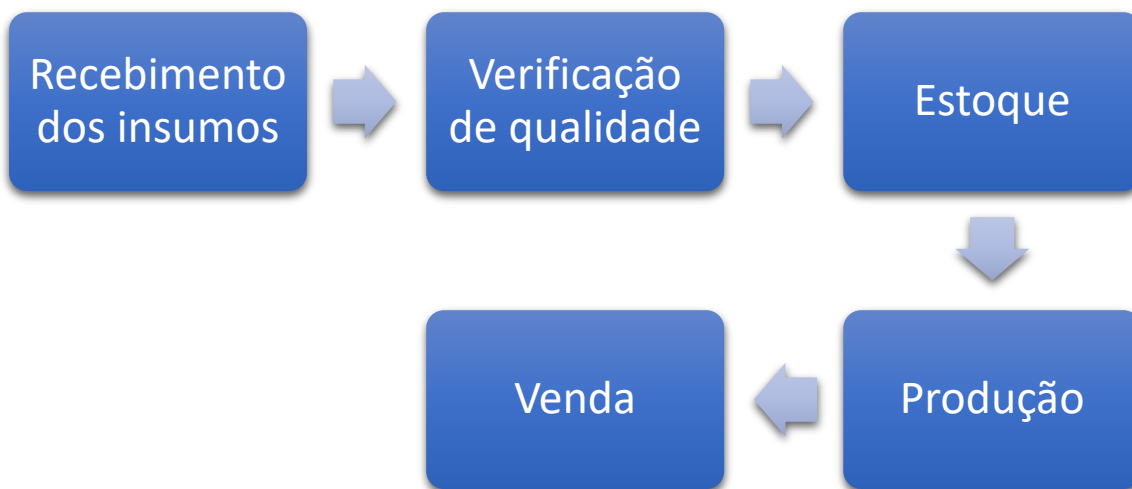 Recebimento
dos insumos
Verificação
de qualidade
Estoque
Produção
Venda